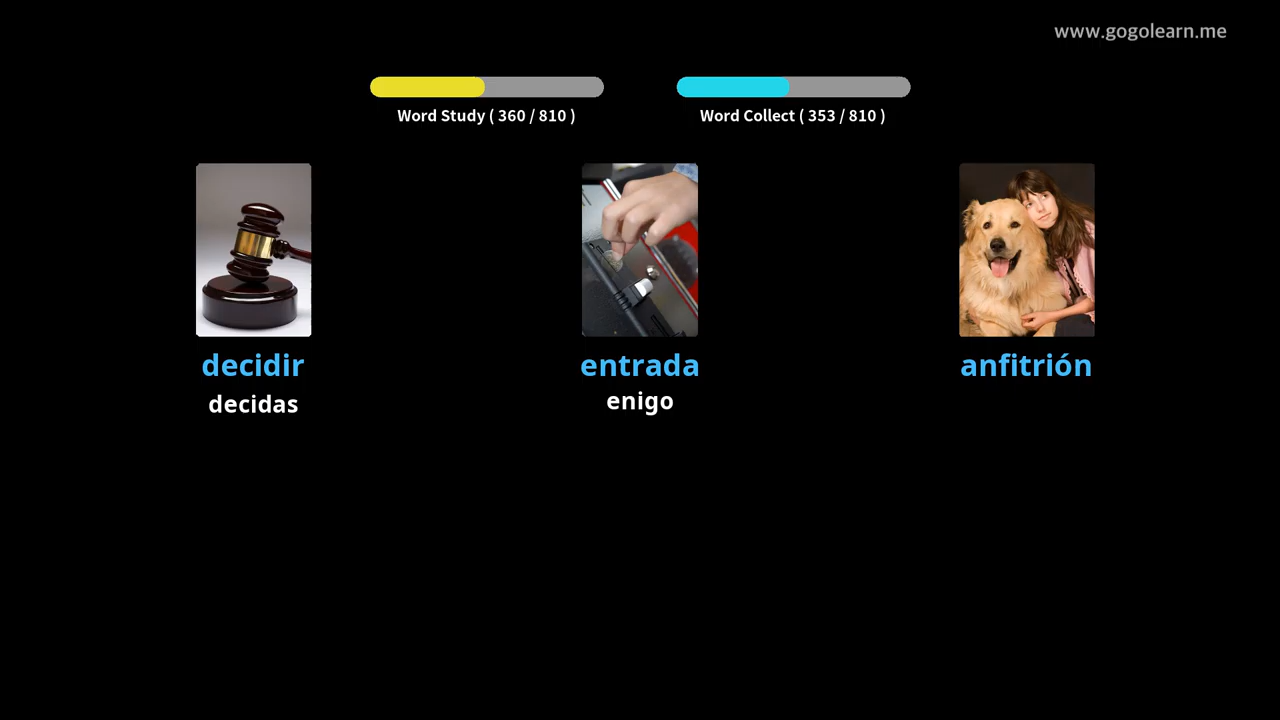 www.gogolearn.me
Word Study ( 360 / 810 )
Word Collect ( 353 / 810 )
decidir
entrada
anfitrión
decidas
enigo